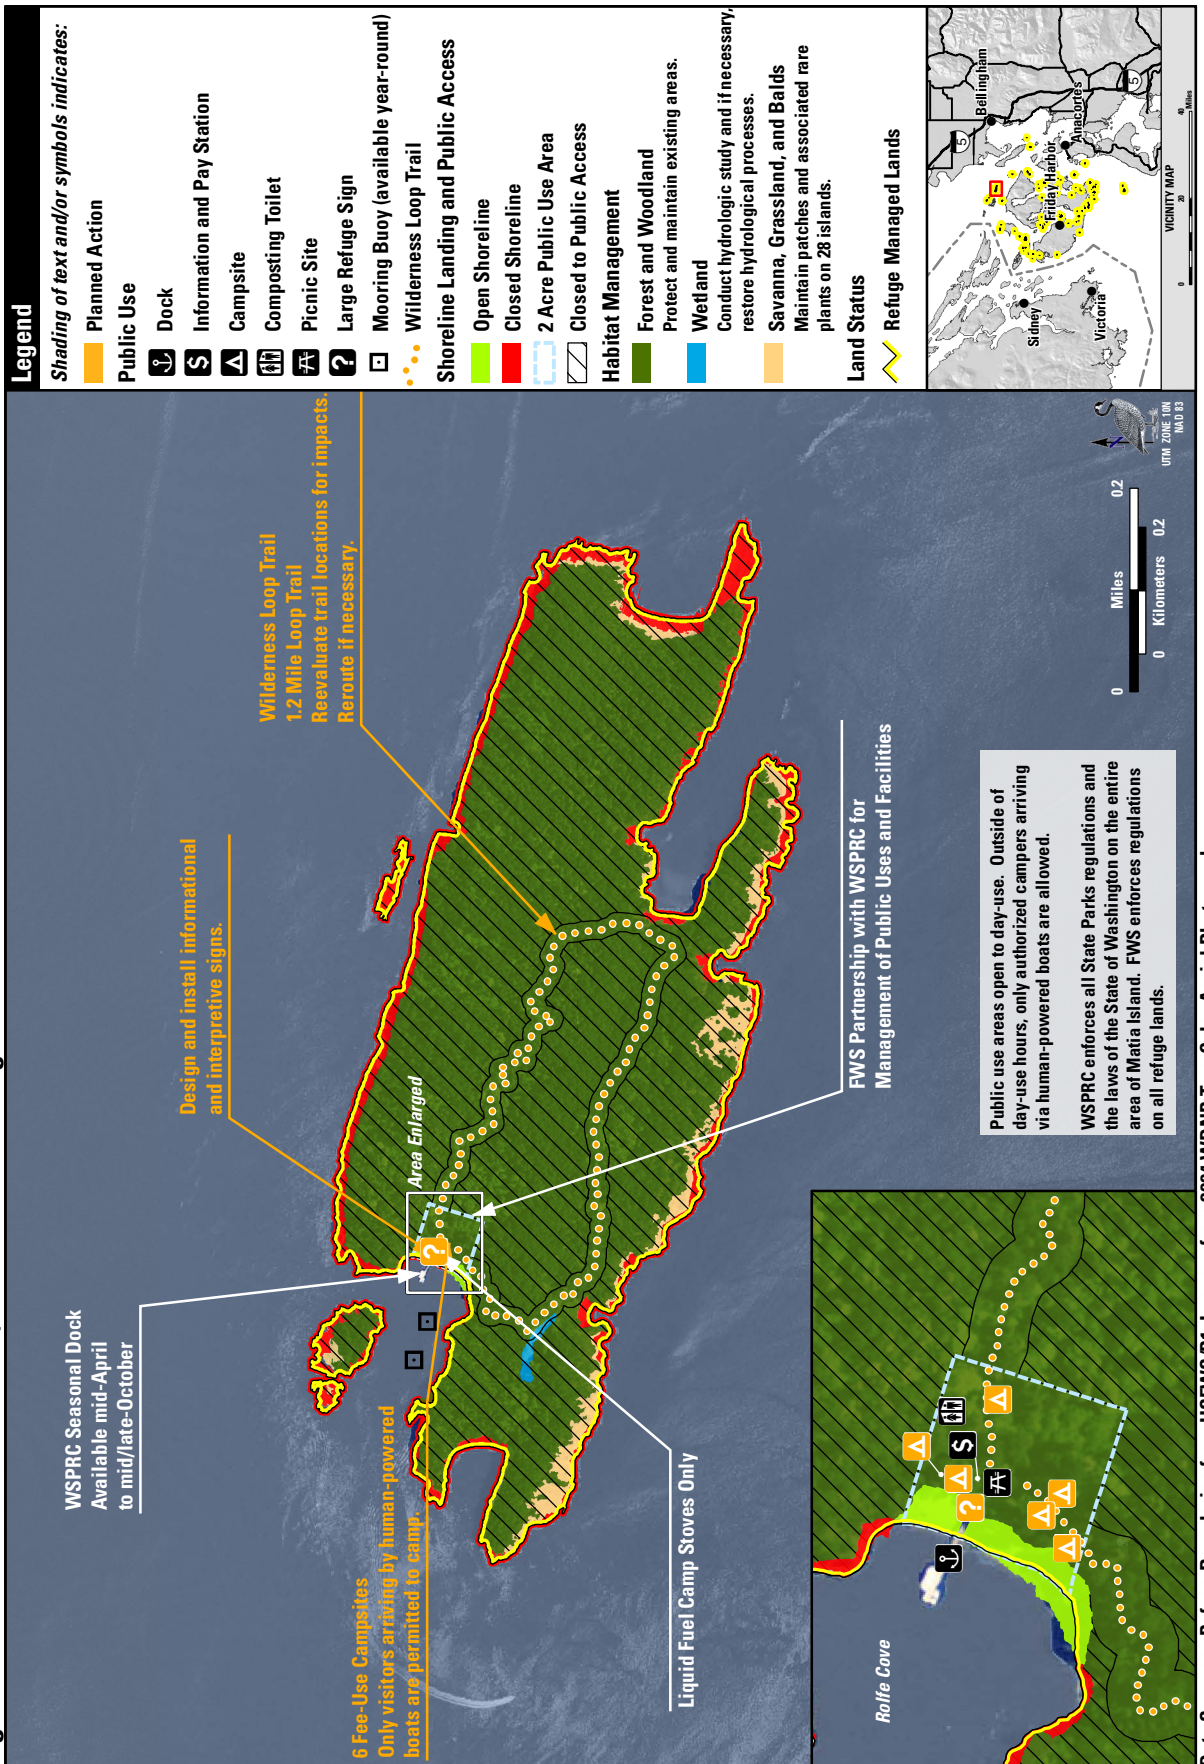 Legend
Shading of text and/or symbols indicates:
Planned Action
Public Use
Dock
$ Information and Pay Station
Campsite
Composting Toilet
Picnic Site
? Large Refuge Sign
Mooring Buoy (available year-round)
Wilderness Loop Trail
Shoreline Landing and Public Access
Open Shoreline
Closed Shoreline
2 Acre Public Use Area
Closed to Public Access
Habitat Management
Forest and Woodland
Protect and maintain existing areas.
Wetland
Conduct hydrologic study and if necessary,
restore hydrological processes.
Savanna, Grassland, and Balds
Maintain patches and associated rare
plants on 28 islands.
Land Status
Refuge Managed Lands
Bellingham
5
Anacortes
5
Friday Harbor
Sidney
Victoria
0 20 40 Miles
VICINITY MAP
WSPRC Seasonal Dock
Available mid-April
to mid/late-October
Design and install informational
and interpretive signs.
Wilderness Loop Trail
1.2 Mile Loop Trail
Reevaluate trail locations for impacts.
Reroute if necessary.
6 Fee-Use Campsites
Only visitors arriving by human-powered
boats are permitted to camp.
Area Enlarged
?
Liquid Fuel Camp Stoves Only
FWS Partnership with WSPRC for
Management of Public Uses and Facilities
Rolfe Cove
$
?
Public use areas open to day-use. Outside of
day-use hours, only authorized campers arriving
via human-powered boats are allowed.
WSPRC enforces all State Parks regulations and
the laws of the State of Washington on the entire
area of Matia Island. FWS enforces regulations
on all refuge lands.
Miles
0 0.2
Kilometers
0 0.2
UTM ZONE 10N
NAD 83